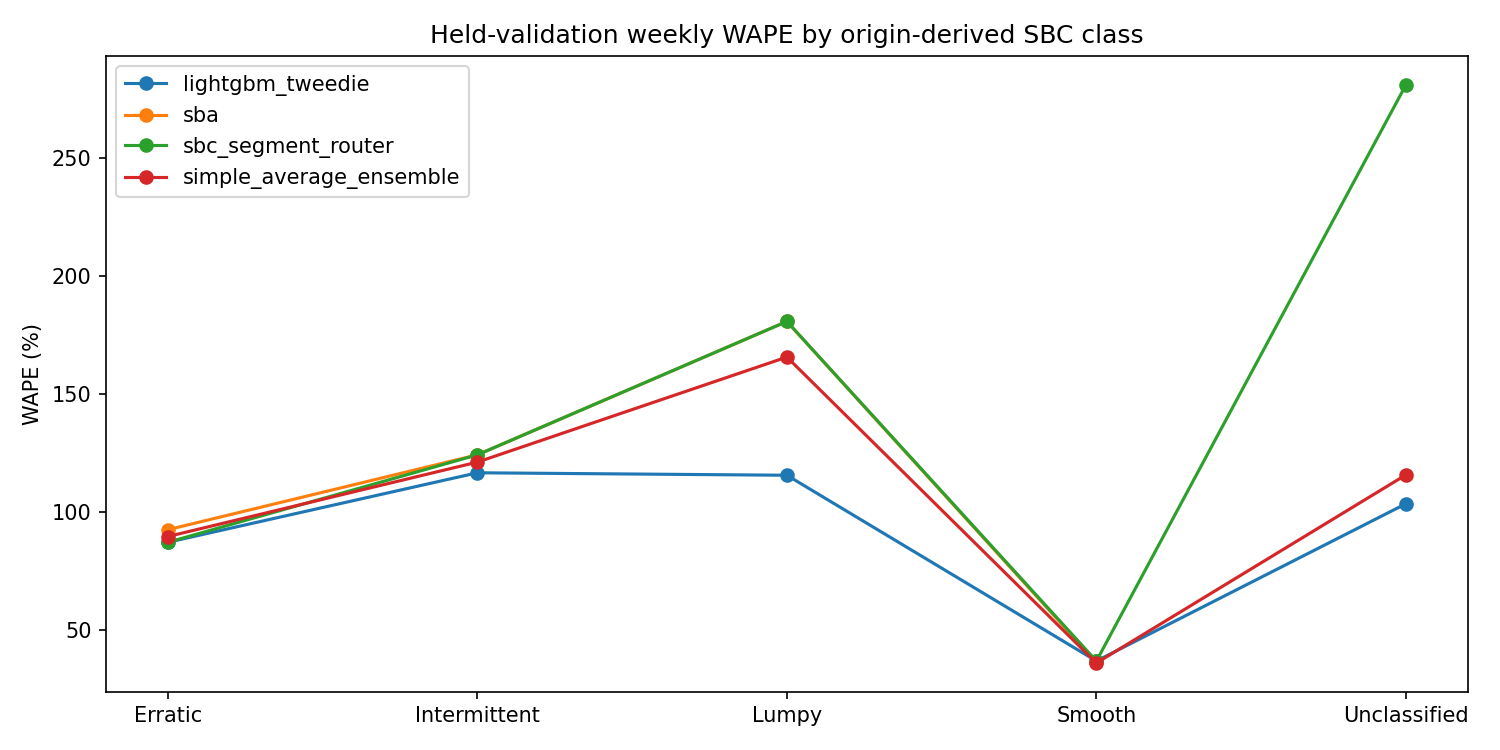 Held-validation weekly WAPE by origin-derived SBC class
lightgbm_tweedie
sba
sbc_segment_router
simple_average_ensemble
WAPE (%)
250
200
150
100
50
Erratic Intermittent Lumpy Smooth Unclassified